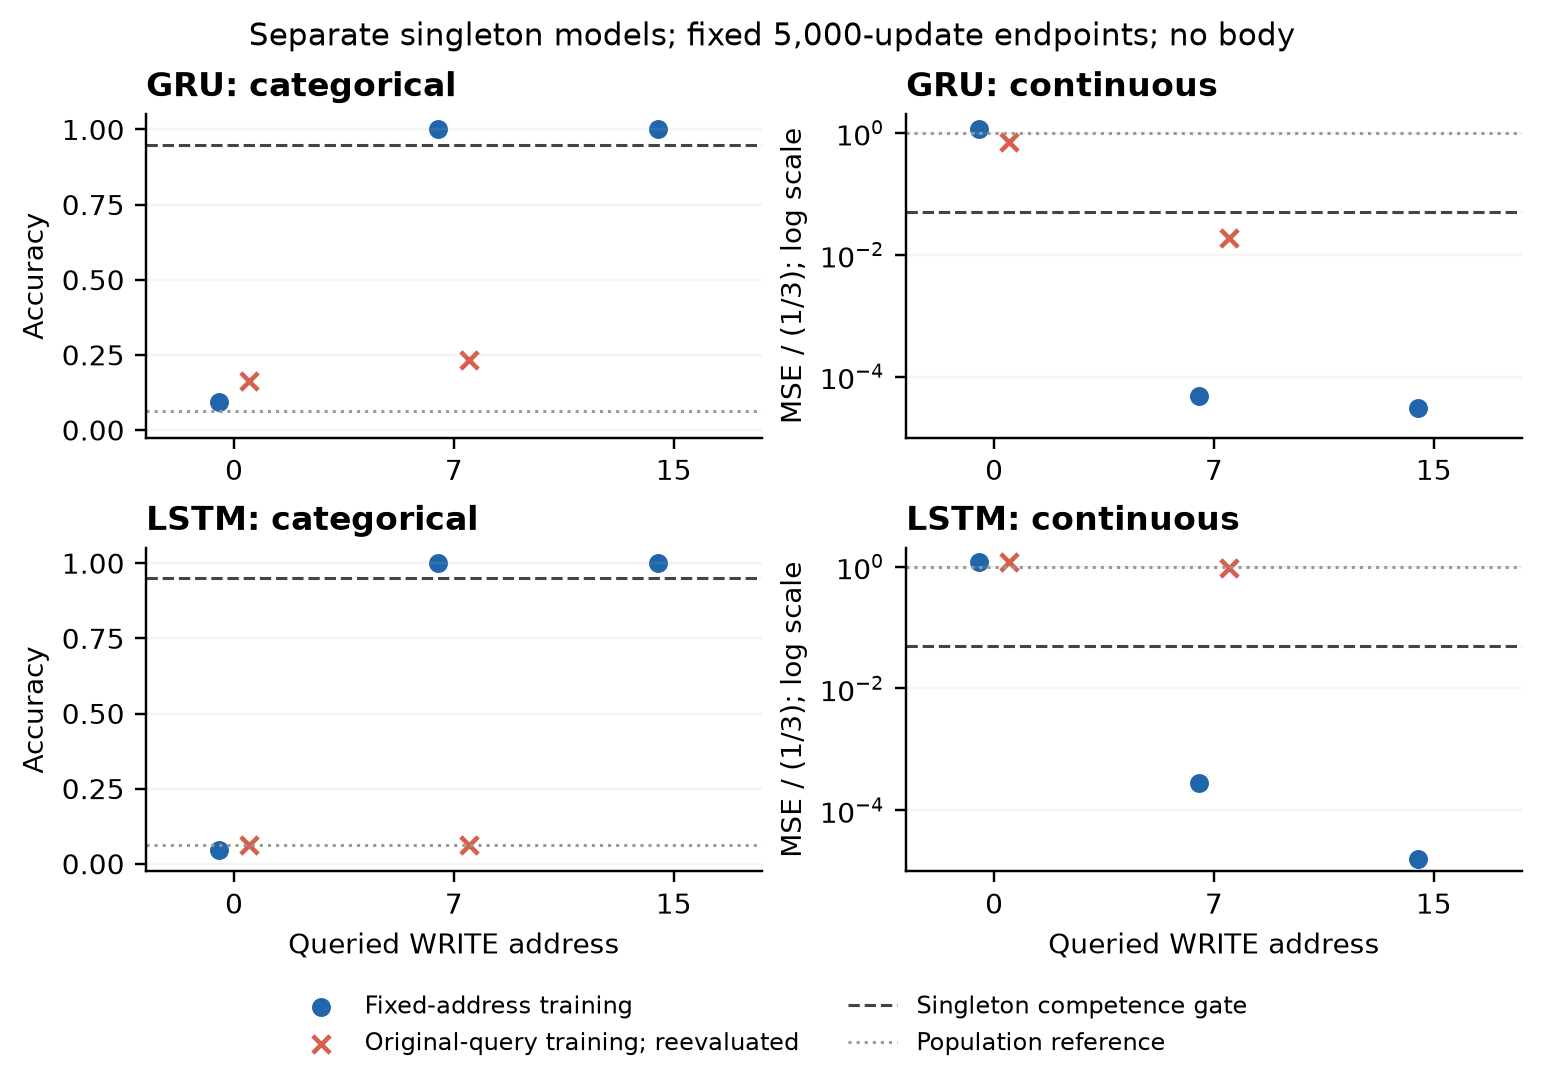 Separate singleton models; fixed 5,000-update endpoints; no body
GRU: categorical
Accuracy
1.00
0.75
0.50
0.25
0.00
0 7 15
GRU: continuous
MSE / (1/3); log scale
10⁰
10⁻²
10⁻⁴
0 7 15
LSTM: categorical
Accuracy
1.00
0.75
0.50
0.25
0.00
0 7 15
Queried WRITE address
LSTM: continuous
MSE / (1/3); log scale
10⁰
10⁻²
10⁻⁴
0 7 15
Queried WRITE address
Fixed-address training
Original-query training; reevaluated
Singleton competence gate
Population reference